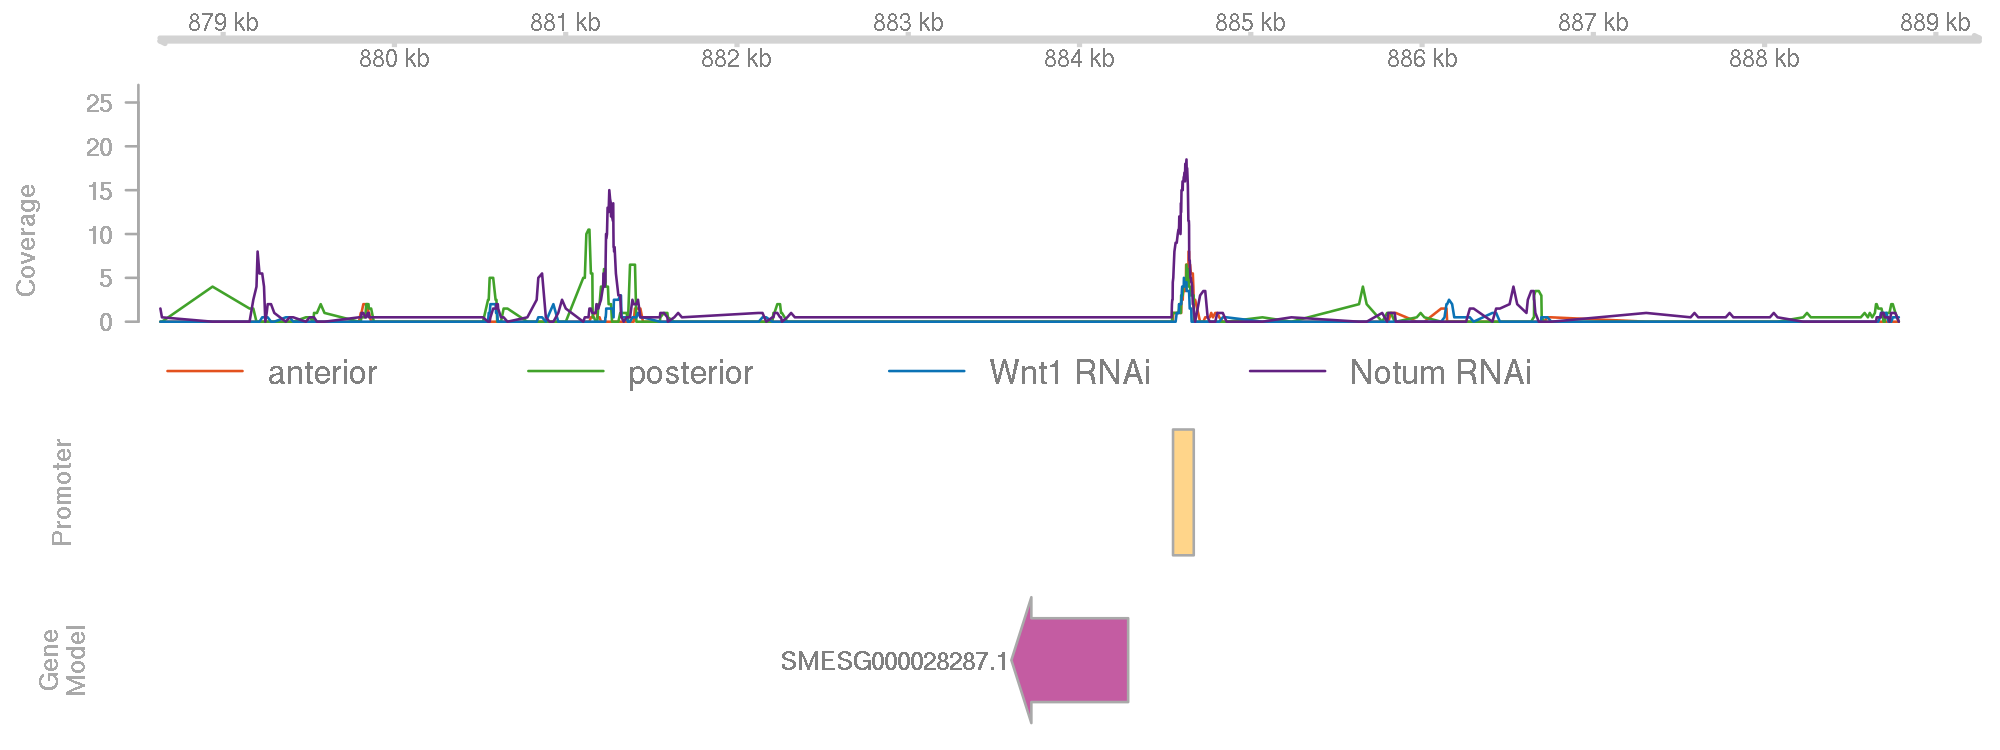 879 kb 881 kb 883 kb 885 kb 887 kb 889 kb
880 kb 882 kb 884 kb 886 kb 888 kb
Coverage
25
20
15
10
5
0
anterior posterior Wnt1 RNAi Notum RNAi
Promoter
Gene
Model
SMESG000028287.1